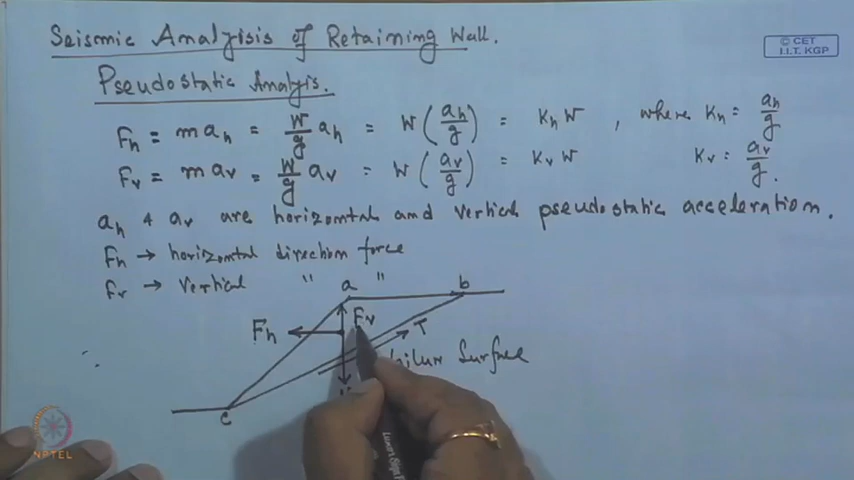 Seismic Analysis of Retaining Wall.
© CET
I.I.T. KGP
Pseudostatic Analysis.
Fh = m ah = W/g ah = W (ah/g) = Kh W , where Kh = ah/g
Fv = m av = W/g av = W (av/g) = Kv W Kv = av/g.
ah & av are horizontal and vertical pseudostatic acceleration.
Fh → horizontal direction force
Fv → vertical " "
a b
Fv
Fh T
Surface
c
NPTEL